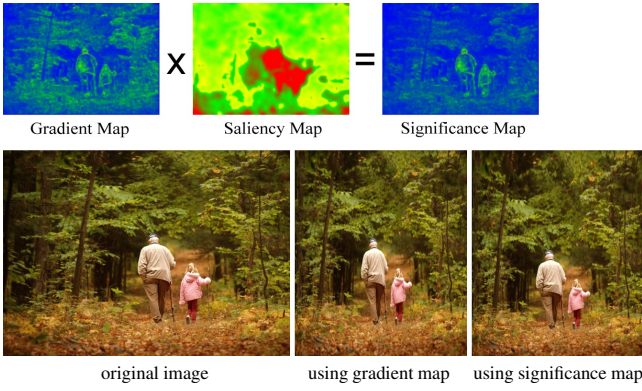 x =
Gradient Map Saliency Map Significance Map
original image using gradient map using significance map